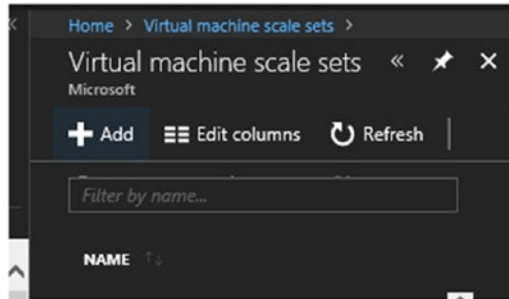 Home > Virtual machine scale sets >
Virtual machine scale sets
Microsoft
Add Edit columns Refresh
Filter by name...
NAME